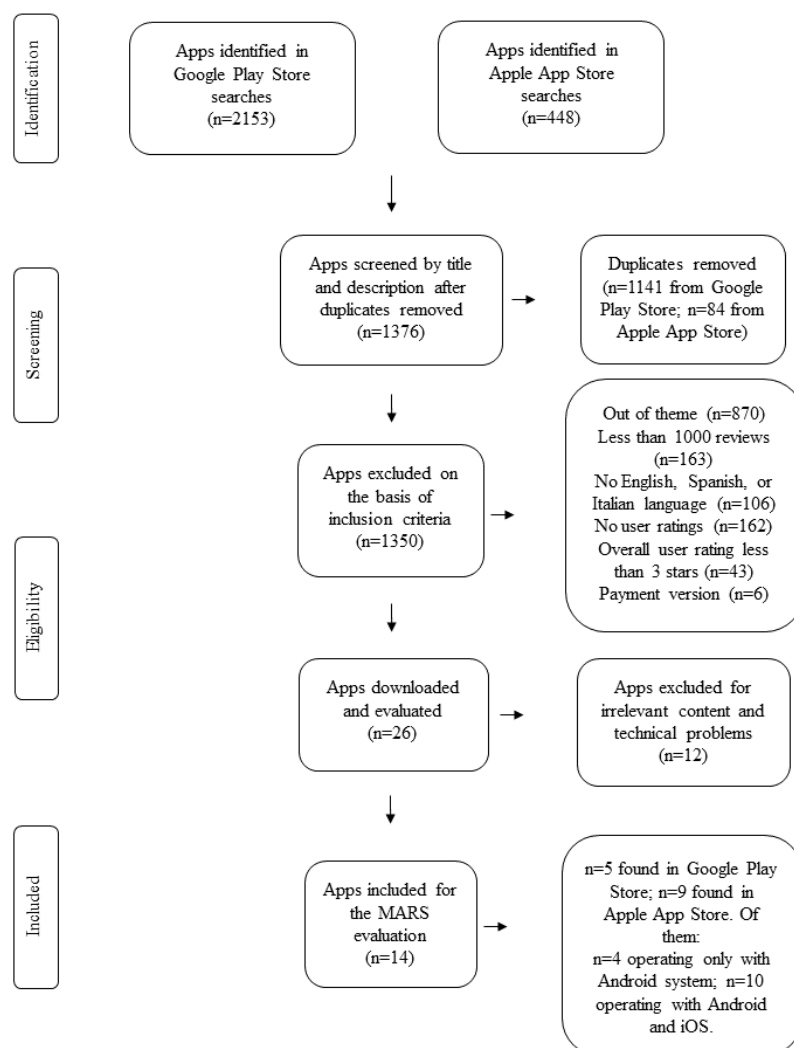 Identification
Apps identified in
Google Play Store
searches
(n=2153)
Apps identified in
Apple App Store
searches
(n=448)
Screening
Apps screened by title
and description after
duplicates removed
(n=1376)
Duplicates removed
(n=1141 from Google
Play Store; n=84 from
Apple App Store)
Eligibility
Apps excluded on
the basis of
inclusion criteria
(n=1350)
Out of theme (n=870)
Less than 1000 reviews
(n=163)
No English, Spanish, or
Italian language (n=106)
No user ratings (n=162)
Overall user rating less
than 3 stars (n=43)
Payment version (n=6)
Apps downloaded
and evaluated
(n=26)
Apps excluded for
irrelevant content and
technical problems
(n=12)
Included
Apps included for
the MARS
evaluation
(n=14)
n=5 found in Google Play
Store; n=9 found in
Apple App Store. Of
them:
n=4 operating only with
Android system; n=10
operating with Android
and iOS.